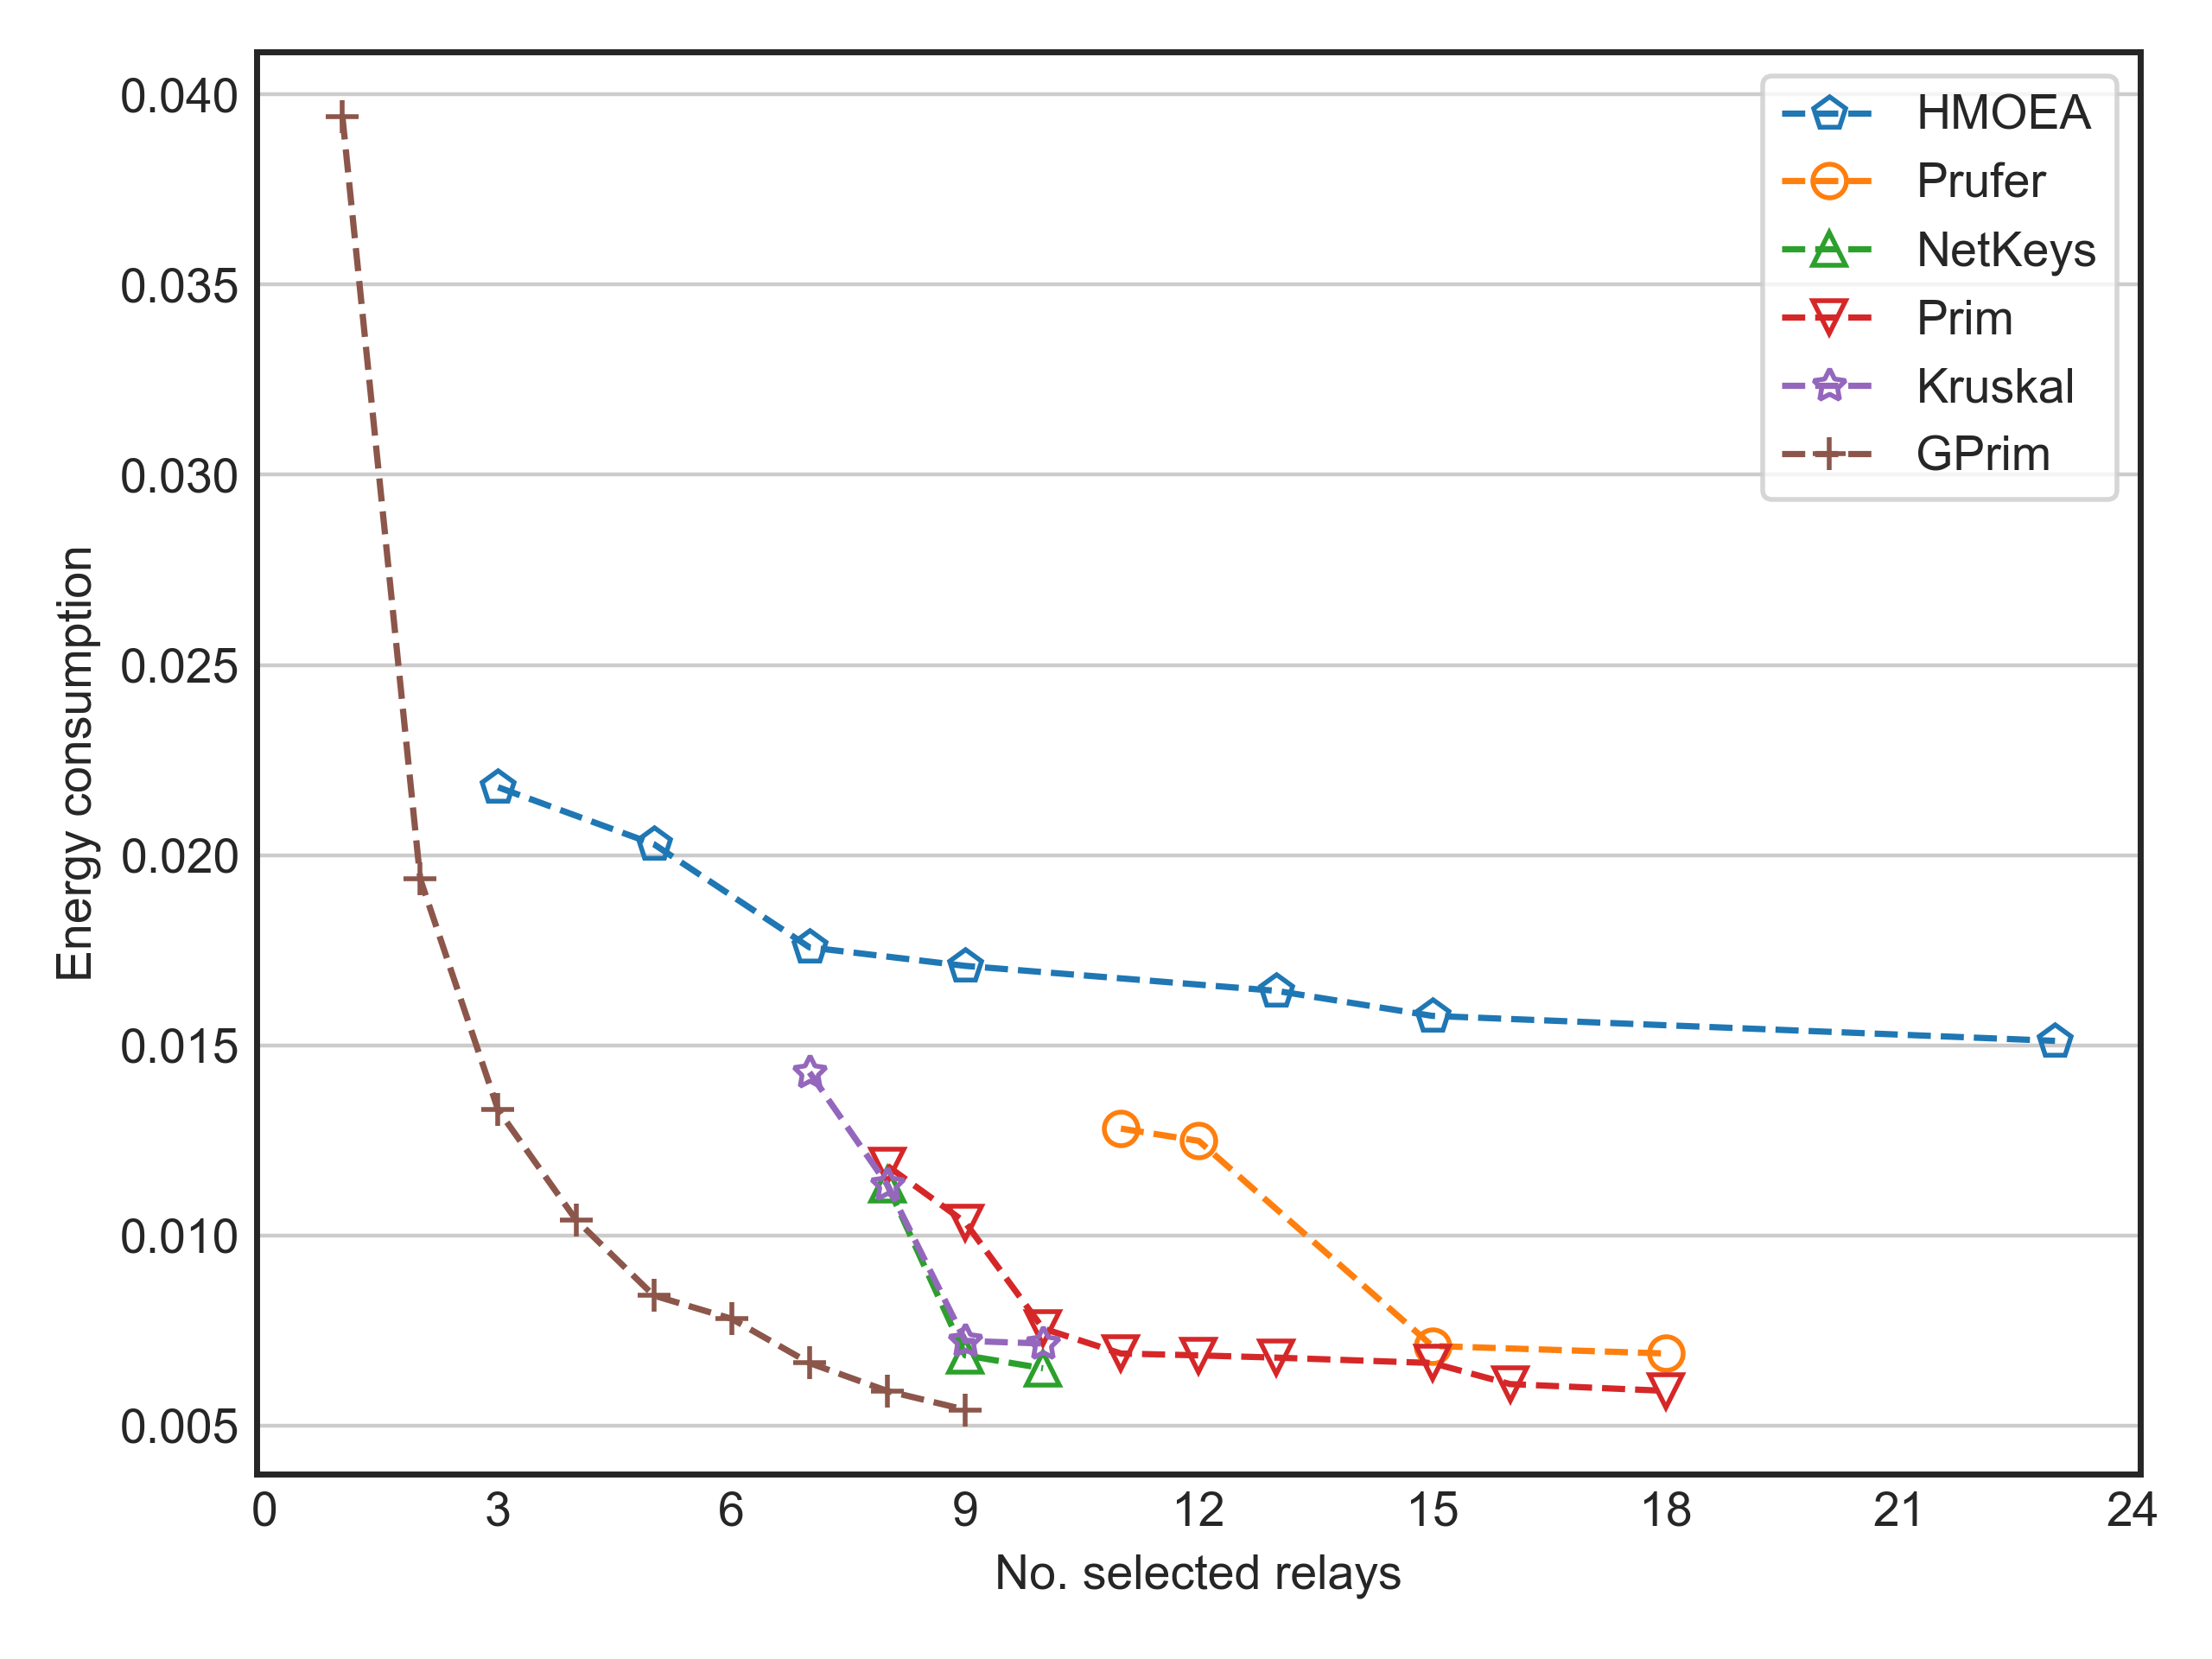 0.040
0.035
0.030
0.025
0.020
0.015
0.010
0.005
Energy consumption
0 3 6 9 12 15 18 21 24
No. selected relays
HMOEA
Prufer
NetKeys
Prim
Kruskal
GPrim